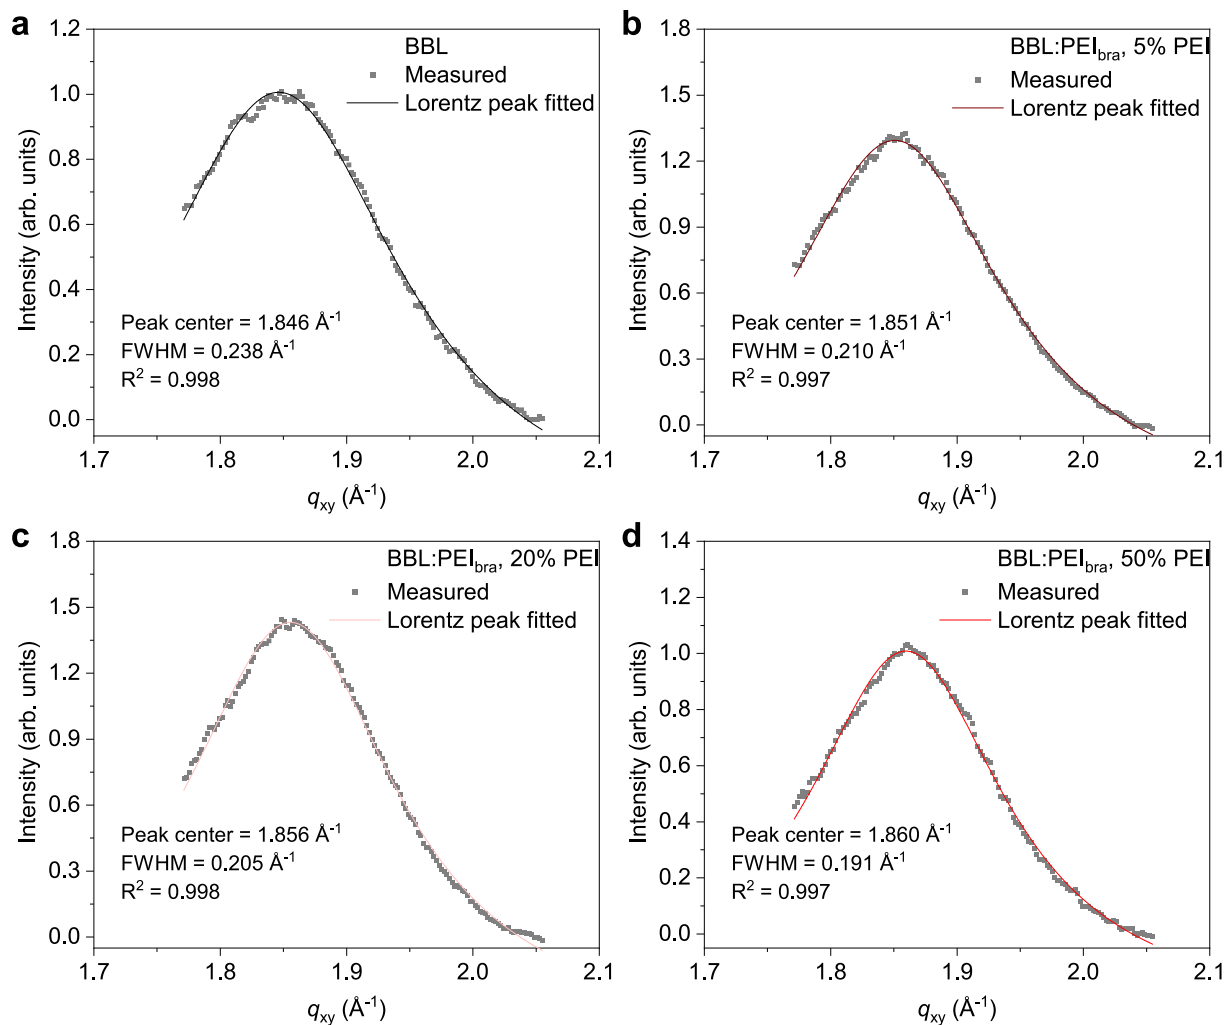 a
BBL
Measured
Lorentz peak fitted
Peak center = 1.846 Å⁻¹
FWHM = 0.238 Å⁻¹
R² = 0.998
Intensity (arb. units)
1.2
1.0
0.8
0.6
0.4
0.2
0.0
1.7 1.8 1.9 2.0 2.1
qxy (Å⁻¹)
b
BBL:PEIbra, 5% PEI
Measured
Lorentz peak fitted
Peak center = 1.851 Å⁻¹
FWHM = 0.210 Å⁻¹
R² = 0.997
Intensity (arb. units)
1.8
1.5
1.2
0.9
0.6
0.3
0.0
1.7 1.8 1.9 2.0 2.1
qxy (Å⁻¹)
c
BBL:PEIbra, 20% PEI
Measured
Lorentz peak fitted
Peak center = 1.856 Å⁻¹
FWHM = 0.205 Å⁻¹
R² = 0.998
Intensity (arb. units)
1.8
1.5
1.2
0.9
0.6
0.3
0.0
1.7 1.8 1.9 2.0 2.1
qxy (Å⁻¹)
d
BBL:PEIbra, 50% PEI
Measured
Lorentz peak fitted
Peak center = 1.860 Å⁻¹
FWHM = 0.191 Å⁻¹
R² = 0.997
Intensity (arb. units)
1.4
1.2
1.0
0.8
0.6
0.4
0.2
0.0
1.7 1.8 1.9 2.0 2.1
qxy (Å⁻¹)